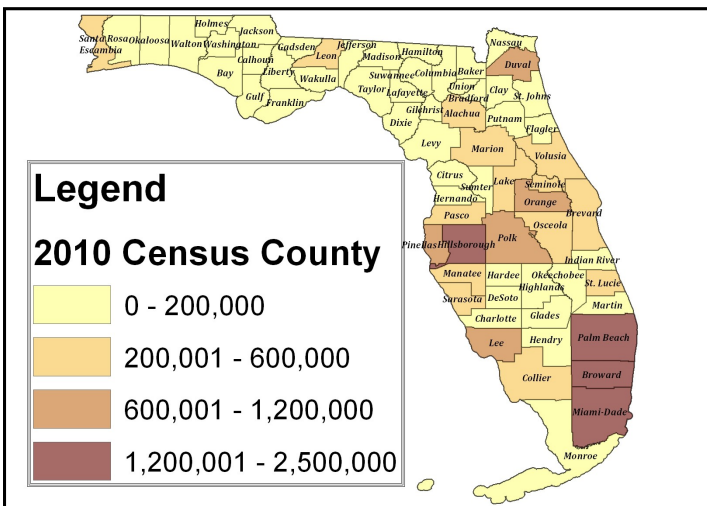 Holmes
Jackson
Nassau
Santa Rosa Okaloosa Walton Washington
Escambia
Gadsden
Leon
Jefferson
Madison
Hamilton
Duval
Calhoun
Liberty
Wakulla
Suwannee Columbia Baker
Bay
Taylor Lafayette
Union
Bradford
Clay
St. Johns
Gulf
Franklin
Gilchrist
Alachua
Putnam
Dixie
Flagler
Levy
Marion
Volusia
Citrus
Sumter
Lake
Seminole
Hernando
Orange
Pasco
Osceola
Brevard
Pinellas Hillsborough
Polk
Indian River
Manatee
Hardee
Okeechobee
Highlands
St. Lucie
Sarasota
DeSoto
Martin
Charlotte
Glades
Lee
Hendry
Palm Beach
Collier
Broward
Miami-Dade
Monroe
Legend
2010 Census County
0 - 200,000
200,001 - 600,000
600,001 - 1,200,000
1,200,001 - 2,500,000